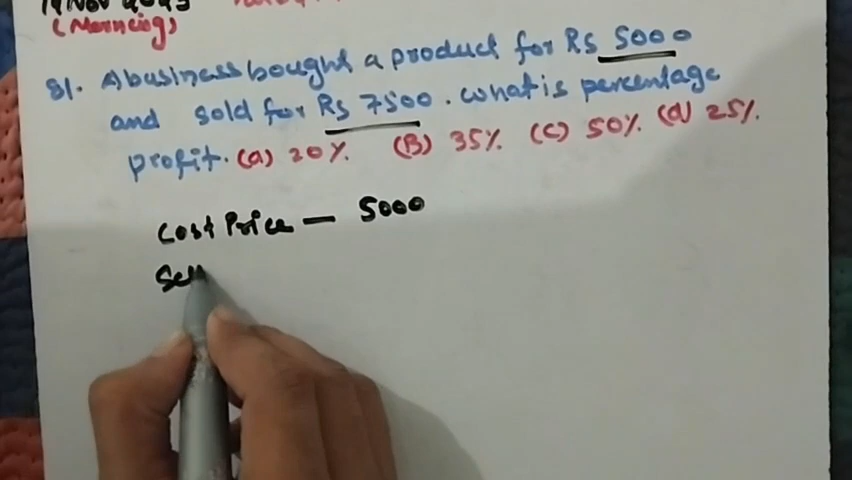 (Morning)
81. A business bought a product for Rs 5000
and sold for Rs 7500. what is percentage
profit. (a) 20%. (B) 35% (C) 50%. (d) 25%.
Cost Price — 5000
Sell